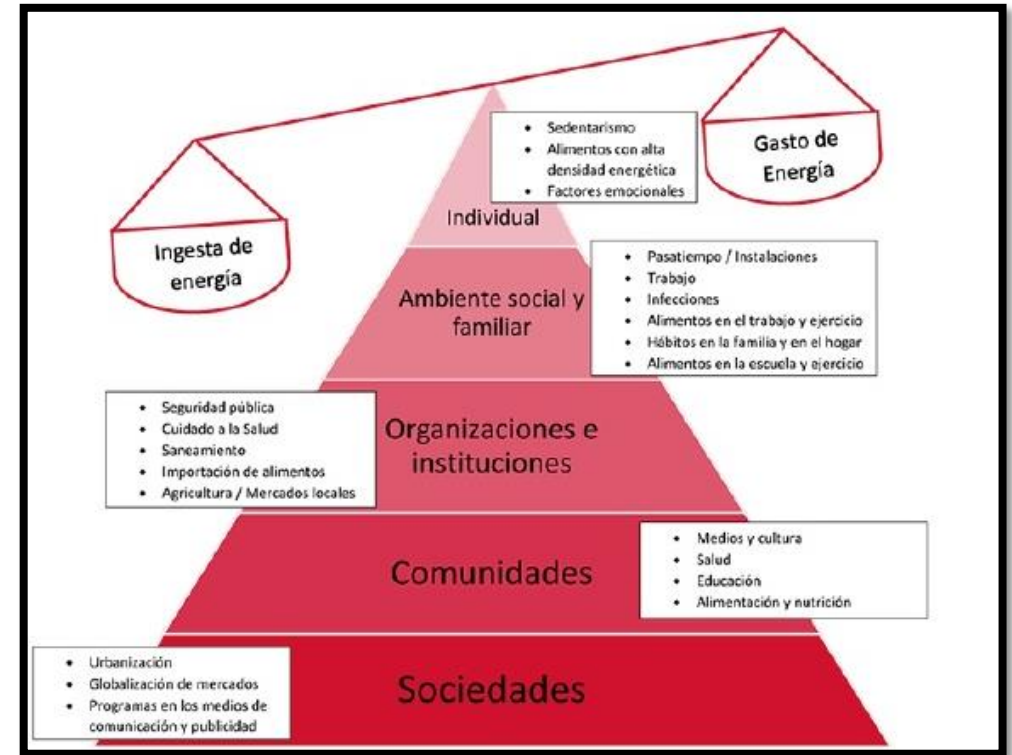 Gasto de
Energía
Ingesta de
energía
• Sedentarismo
• Alimentos con alta
densidad energética
• Factores emocionales
Individual
• Pasatiempo / Instalaciones
• Trabajo
• Infecciones
• Alimentos en el trabajo y ejercicio
• Hábitos en la familia y en el hogar
• Alimentos en la escuela y ejercicio
Ambiente social y
familiar
• Seguridad pública
• Cuidado a la Salud
• Saneamiento
• Importación de alimentos
• Agricultura / Mercados locales
Organizaciones e
instituciones
• Medios y cultura
• Salud
• Educación
• Alimentación y nutrición
Comunidades
• Urbanización
• Globalización de mercados
• Programas en los medios de
comunicación y publicidad
Sociedades